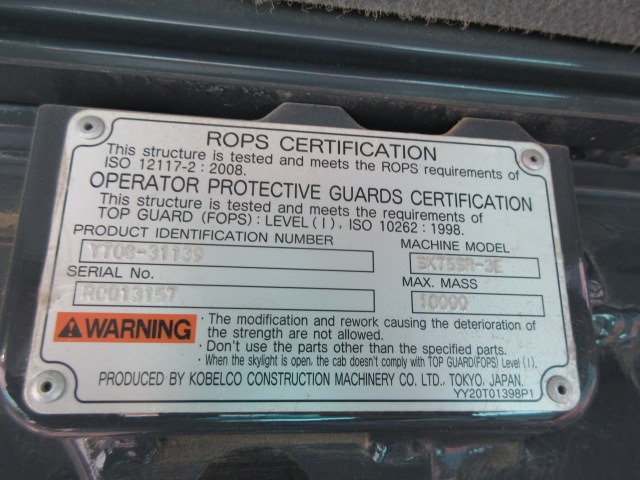 ROPS CERTIFICATION
This structure is tested and meets the ROPS requirements of
ISO 12117-2 : 2008.
OPERATOR PROTECTIVE GUARDS CERTIFICATION
This structure is tested and meets the requirements of
TOP GUARD (FOPS) : LEVEL ( I ) , ISO 10262 : 1998.
PRODUCT IDENTIFICATION NUMBER
YT08-31139
MACHINE MODEL
SK75SR-3E
SERIAL No.
RC013157
MAX. MASS
10000
WARNING
· The modification and rework causing the deterioration of
the strength are not allowed.
· Don't use the parts other than the specified parts.
· When the skylight is open, the cab doesn't comply with TOP GUARD(FOPS) Level ( I ).
PRODUCED BY KOBELCO CONSTRUCTION MACHINERY CO. LTD., TOKYO, JAPAN.
YY20T01398P1